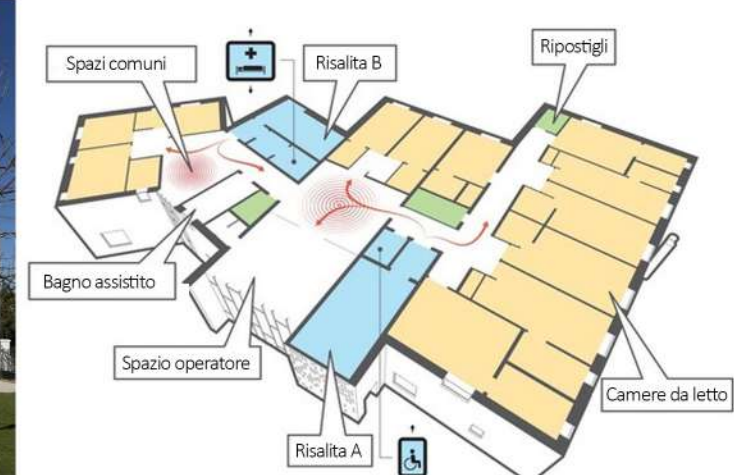 Spazi comuni
Risalita B
Ripostigli
Bagno assistito
Spazio operatore
Risalita A
Camere da letto